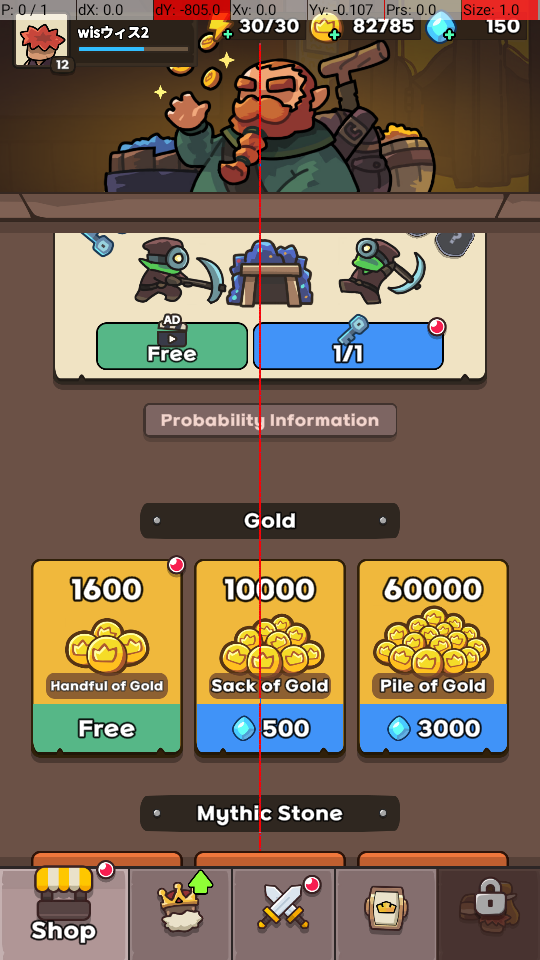 P: 0 / 1 dX: 0.0 dY: -805.0 Xv: 0.0 Yv: -0.107 Prs: 0.0 Size: 1.0
wisウィス2
30/30
82785
150
12
AD
Free
1/1
Probability Information
Gold
1600
10000
60000
Handful of Gold
Sack of Gold
Pile of Gold
Free
500
3000
Mythic Stone
Shop